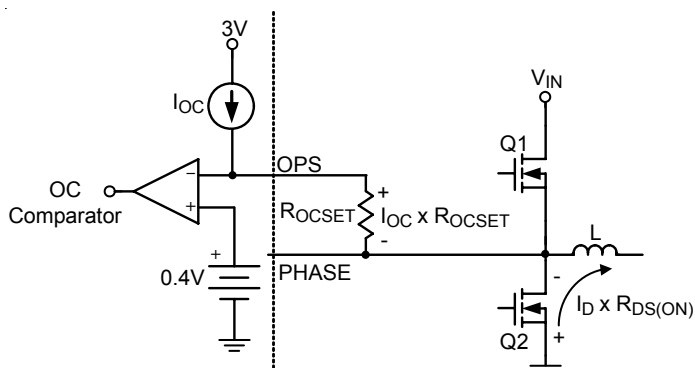 3V
IOC
VIN
Q1
OPS
OC
Comparator
−
+
+
ROCSET
IOC x ROCSET
-
L
+
0.4V
PHASE
-
ID x RDS(ON)
Q2
+